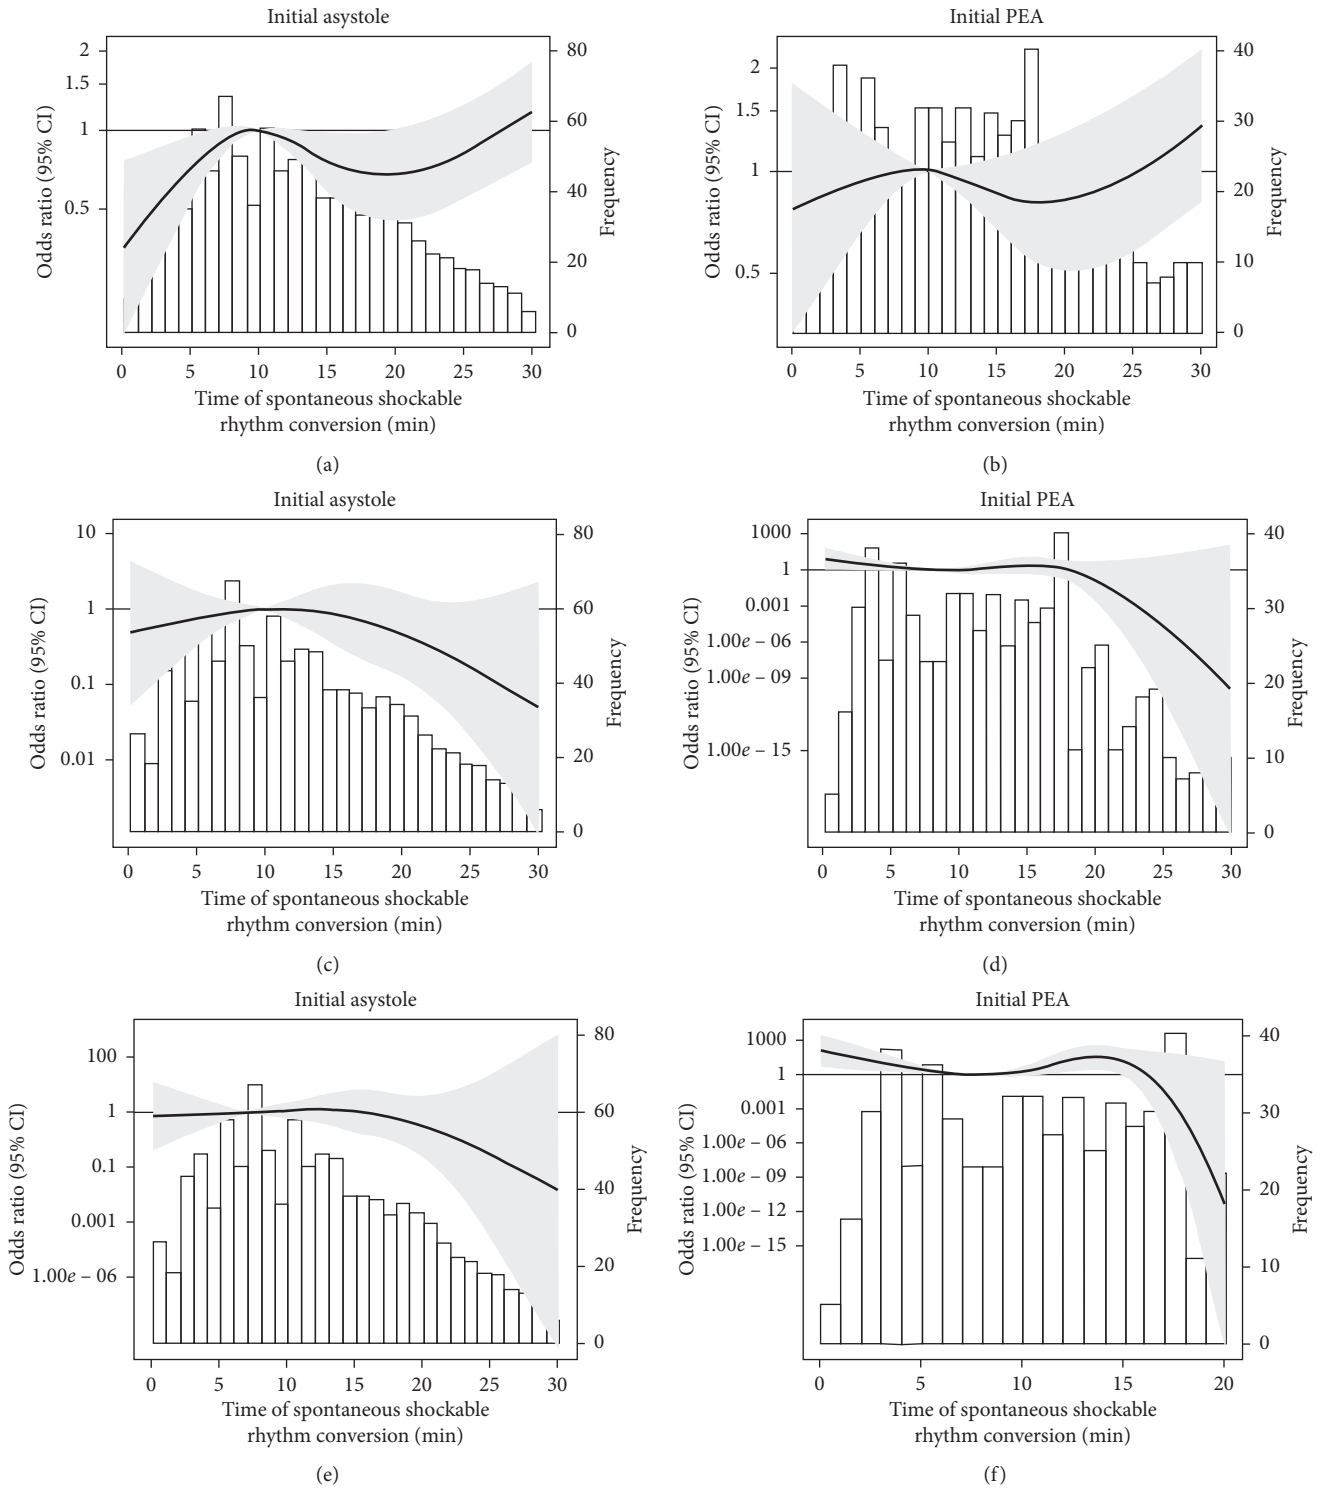 Initial asystole
Odds ratio (95% CI)
2
1.5
1
0.5
80
60
40
20
0
Frequency
0 5 10 15 20 25 30
Time of spontaneous shockable
rhythm conversion (min)
(a)
Initial PEA
Odds ratio (95% CI)
2
1.5
1
0.5
40
30
20
10
0
Frequency
0 5 10 15 20 25 30
Time of spontaneous shockable
rhythm conversion (min)
(b)
Initial asystole
Odds ratio (95% CI)
10
1
0.1
0.01
80
60
40
20
0
Frequency
0 5 10 15 20 25 30
Time of spontaneous shockable
rhythm conversion (min)
(c)
Initial PEA
Odds ratio (95% CI)
1000
1
0.001
1.00e – 06
1.00e – 09
1.00e – 15
40
30
20
10
0
Frequency
0 5 10 15 20 25 30
Time of spontaneous shockable
rhythm conversion (min)
(d)
Initial asystole
Odds ratio (95% CI)
100
1
0.1
0.001
1.00e – 06
80
60
40
20
0
Frequency
0 5 10 15 20 25 30
Time of spontaneous shockable
rhythm conversion (min)
(e)
Initial PEA
Odds ratio (95% CI)
1000
1
0.001
1.00e – 06
1.00e – 09
1.00e – 12
1.00e – 15
40
30
20
10
0
Frequency
0 5 10 15 20
Time of spontaneous shockable
rhythm conversion (min)
(f)